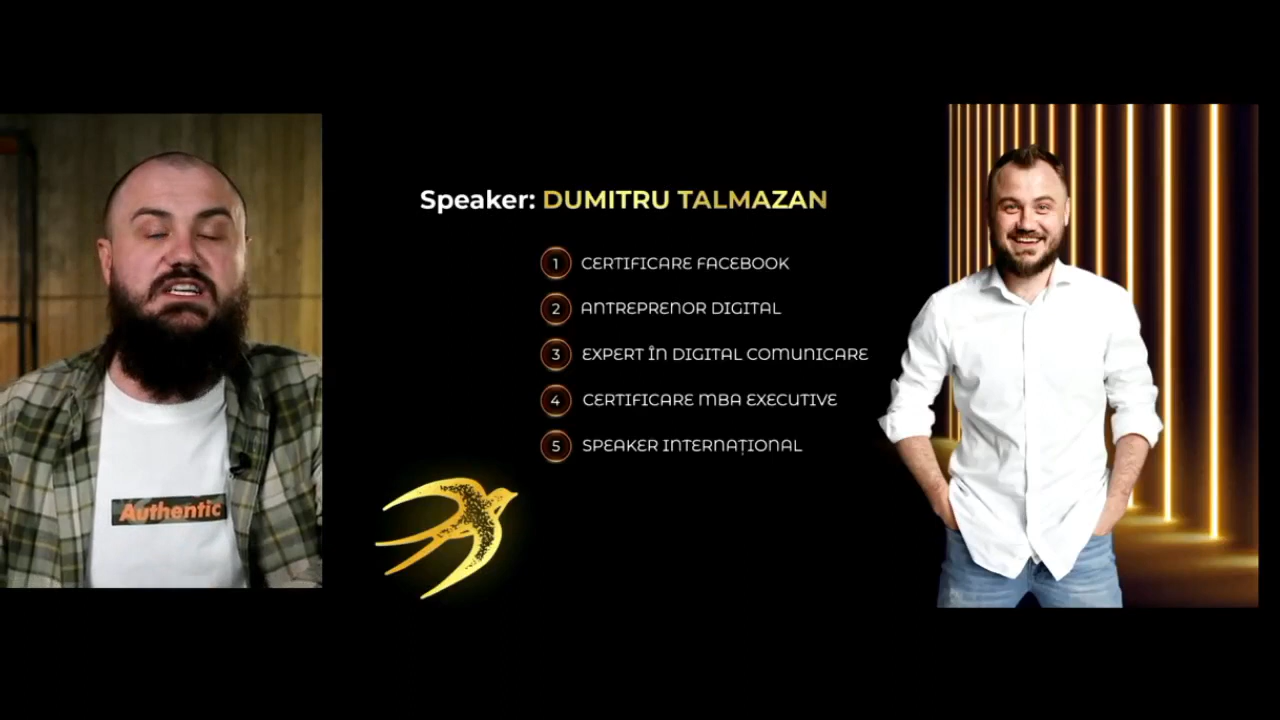 Speaker: DUMITRU TALMAZAN
1 CERTIFICARE FACEBOOK
2 ANTREPRENOR DIGITAL
3 EXPERT ÎN DIGITAL COMUNICARE
4 CERTIFICARE MBA EXECUTIVE
5 SPEAKER INTERNAȚIONAL
Authentic